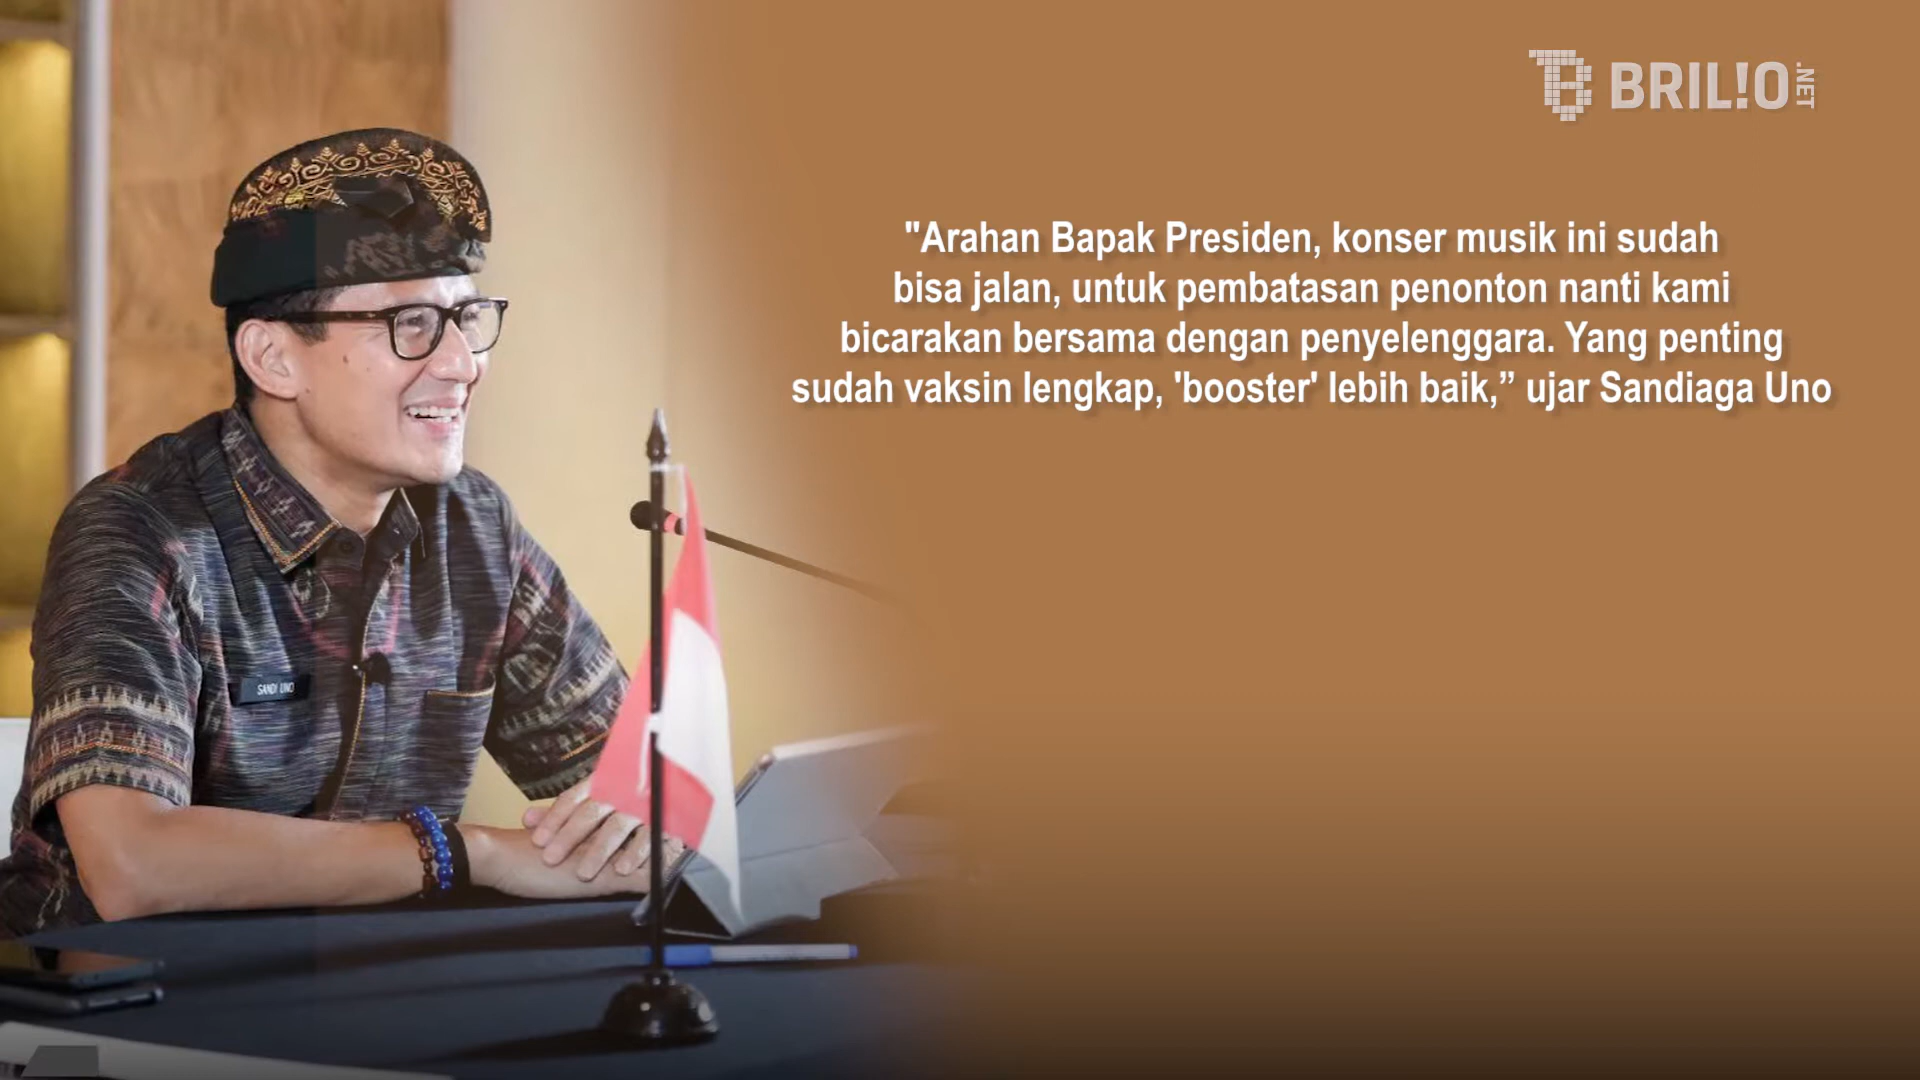 BRIL!O.NET
"Arahan Bapak Presiden, konser musik ini sudah
bisa jalan, untuk pembatasan penonton nanti kami
bicarakan bersama dengan penyelenggara. Yang penting
sudah vaksin lengkap, 'booster' lebih baik,” ujar Sandiaga Uno
SANDI UNO